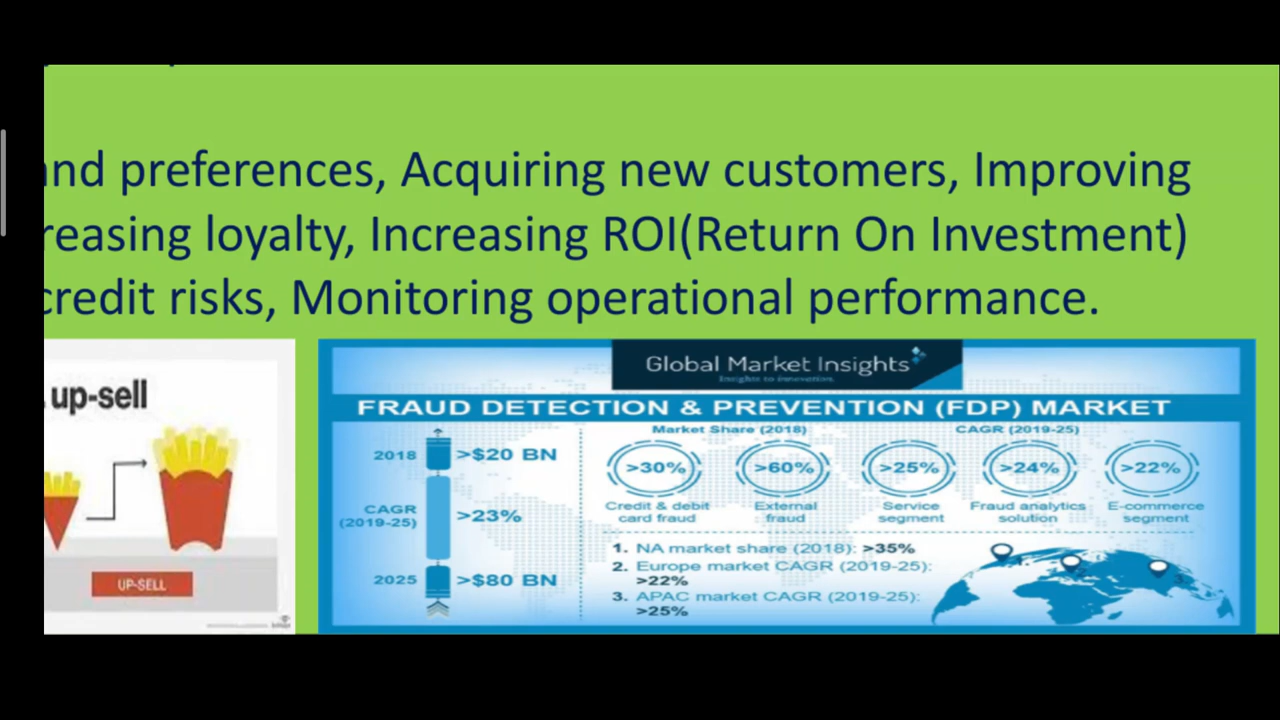 and preferences, Acquiring new customers, Improving
reasing loyalty, Increasing ROI(Return On Investment)
credit risks, Monitoring operational performance.
up-sell
UP-SELL
Global Market Insights
Insights to innovation
FRAUD DETECTION & PREVENTION (FDP) MARKET
2018 >$20 BN
CAGR
(2019-25)
>23%
2025 >$80 BN
Market Share (2018)
CAGR (2019-25)
>30% >60% >25% >24% >22%
Credit & debit
card fraud
External
fraud
Service
segment
Fraud analytics
solution
E-commerce
segment
1. NA market share (2018): >35%
2. Europe market CAGR (2019-25):
>22%
3. APAC market CAGR (2019-25):
>25%